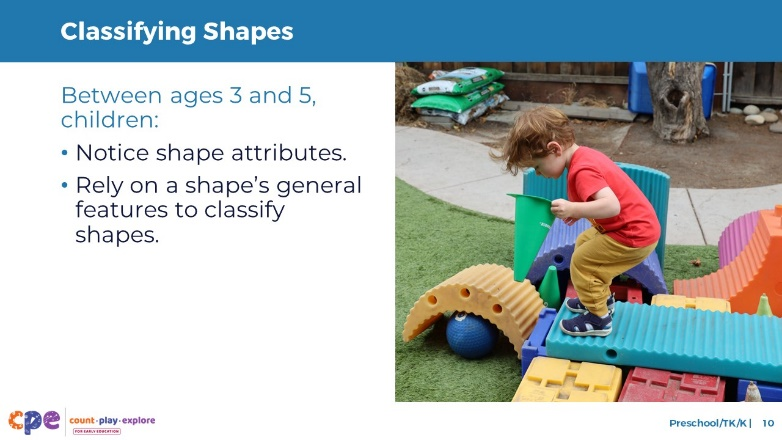 Classifying Shapes
Between ages 3 and 5,
children:
• Notice shape attributes.
• Rely on a shape's general
features to classify
shapes.
cpe
count·play·explore
FOR EARLY EDUCATION
Preschool/TK/K | 10